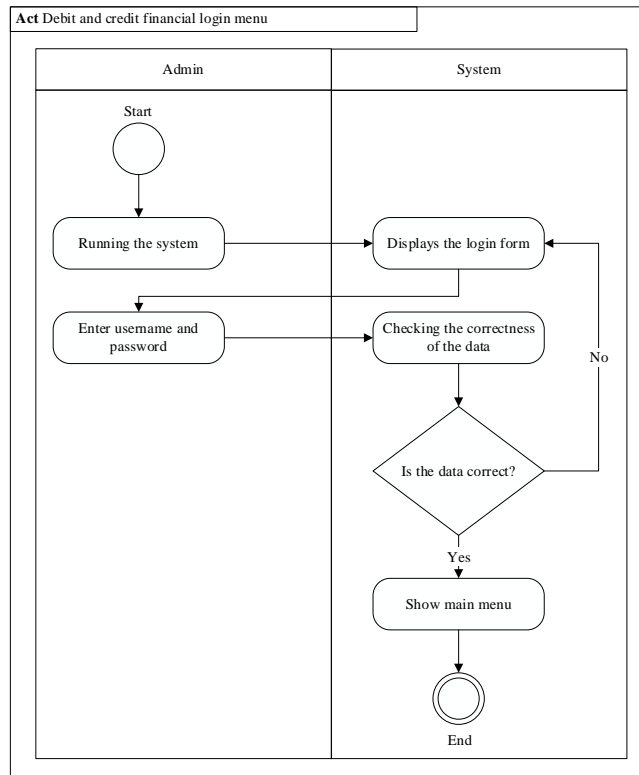 Act Debit and credit financial login menu
Admin
System
Start
Running the system
Displays the login form
Enter username and
password
Checking the correctness
of the data
No
Is the data correct?
Yes
Show main menu
End